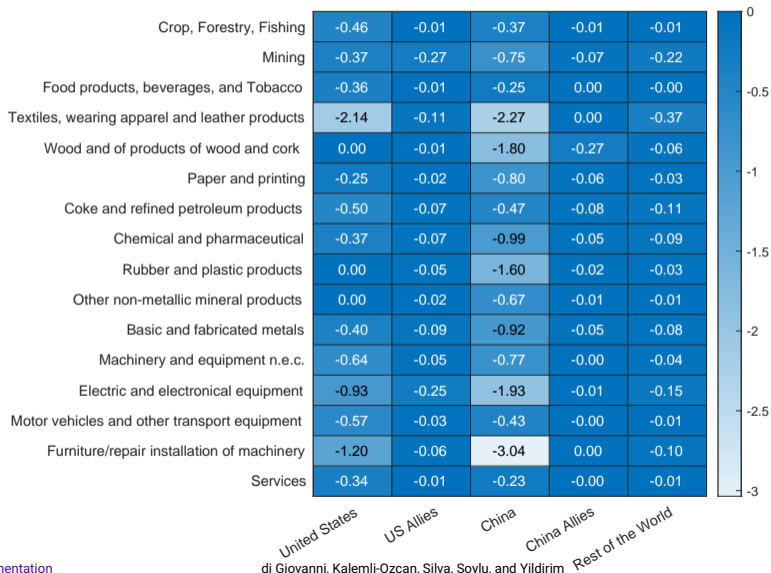 Crop, Forestry, Fishing -0.46 -0.01 -0.37 -0.01 -0.01
Mining -0.37 -0.27 -0.75 -0.07 -0.22
Food products, beverages, and Tobacco -0.36 -0.01 -0.25 0.00 -0.00
Textiles, wearing apparel and leather products -2.14 -0.11 -2.27 0.00 -0.37
Wood and of products of wood and cork 0.00 -0.01 -1.80 -0.27 -0.06
Paper and printing -0.25 -0.02 -0.80 -0.06 -0.03
Coke and refined petroleum products -0.50 -0.07 -0.47 -0.08 -0.11
Chemical and pharmaceutical -0.37 -0.07 -0.99 -0.05 -0.09
Rubber and plastic products 0.00 -0.05 -1.60 -0.02 -0.03
Other non-metallic mineral products 0.00 -0.02 -0.67 -0.01 -0.01
Basic and fabricated metals -0.40 -0.09 -0.92 -0.05 -0.08
Machinery and equipment n.e.c. -0.64 -0.05 -0.77 -0.00 -0.04
Electric and electronical equipment -0.93 -0.25 -1.93 -0.01 -0.15
Motor vehicles and other transport equipment -0.57 -0.03 -0.43 -0.00 -0.01
Furniture/repair installation of machinery -1.20 -0.06 -3.04 0.00 -0.10
Services -0.34 -0.01 -0.23 -0.00 -0.01
United States US Allies China China Allies Rest of the World
0
-0.5
-1
-1.5
-2
-2.5
-3
mentation
di Giovanni, Kalemli-Ozcan, Silva, Soylu, and Yildirim